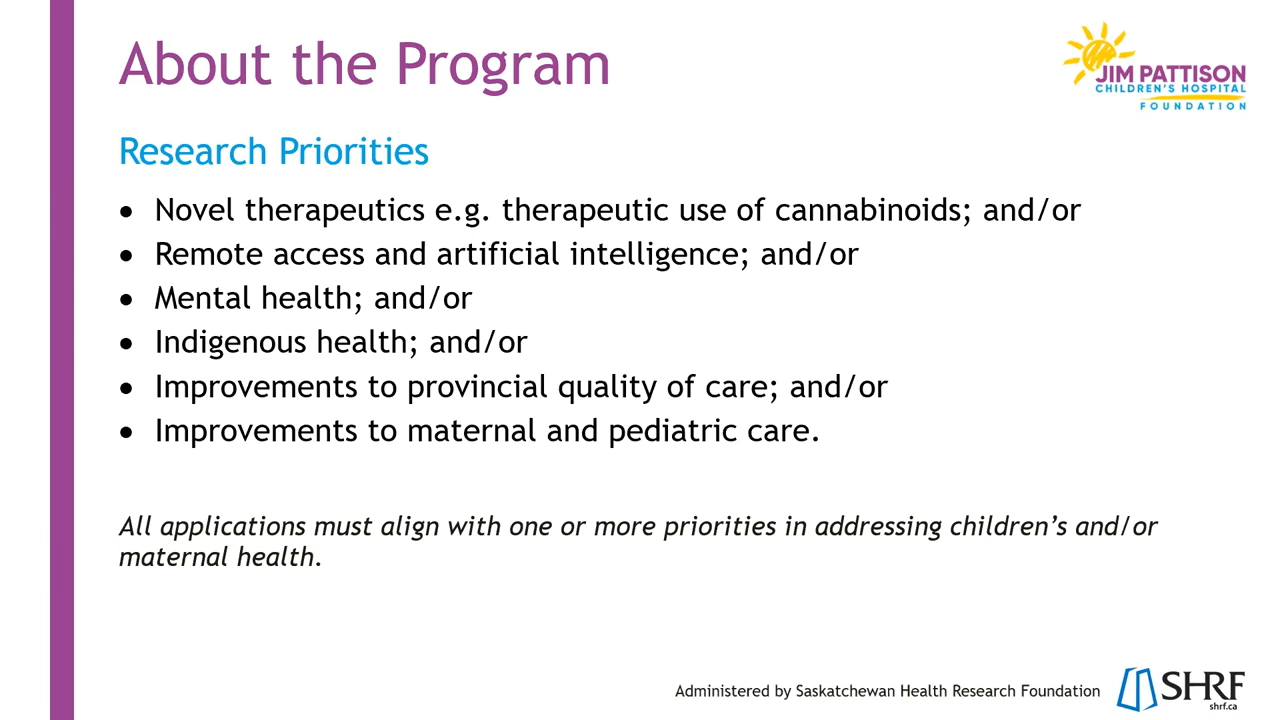 About the Program
JIM PATTISON
CHILDREN'S HOSPITAL
FOUNDATION
Research Priorities
• Novel therapeutics e.g. therapeutic use of cannabinoids; and/or
• Remote access and artificial intelligence; and/or
• Mental health; and/or
• Indigenous health; and/or
• Improvements to provincial quality of care; and/or
• Improvements to maternal and pediatric care.
All applications must align with one or more priorities in addressing children’s and/or
maternal health.
Administered by Saskatchewan Health Research Foundation
SHRF
shrf.ca